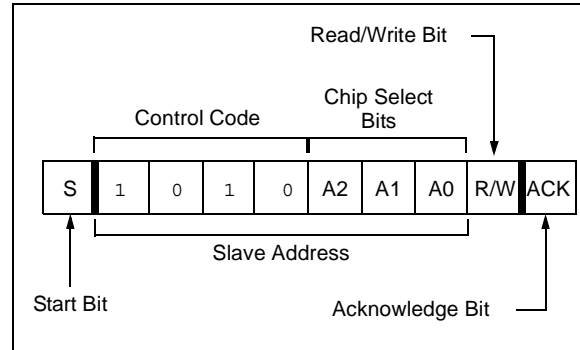 Read/Write Bit
Chip Select
Bits
Control Code
S 1 0 1 0 A2 A1 A0 R/W ACK
Slave Address
Start Bit
Acknowledge Bit